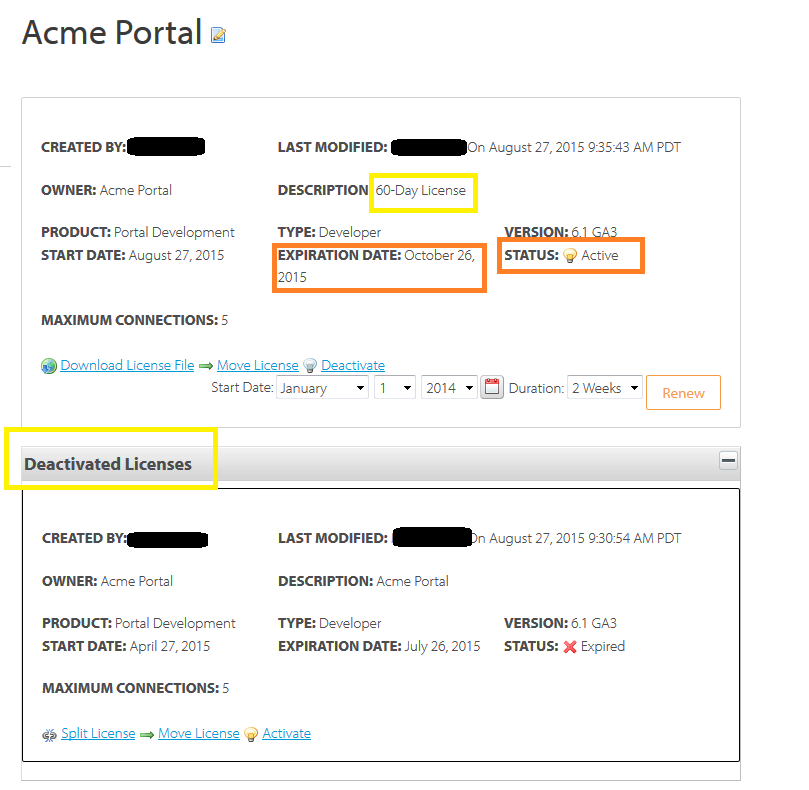 Acme Portal
CREATED BY: LAST MODIFIED: On August 27, 2015 9:35:43 AM PDT
OWNER: Acme Portal DESCRIPTION 60-Day License
PRODUCT: Portal Development TYPE: Developer VERSION: 6.1 GA3
START DATE: August 27, 2015 EXPIRATION DATE: October 26, STATUS: Active
2015
MAXIMUM CONNECTIONS: 5
Download License File Move License Deactivate
Start Date: January 1 2014 Duration: 2 Weeks Renew
Deactivated Licenses
CREATED BY: LAST MODIFIED: On August 27, 2015 9:30:54 AM PDT
OWNER: Acme Portal DESCRIPTION: Acme Portal
PRODUCT: Portal Development TYPE: Developer VERSION: 6.1 GA3
START DATE: April 27, 2015 EXPIRATION DATE: July 26, 2015 STATUS: Expired
MAXIMUM CONNECTIONS: 5
Split License Move License Activate